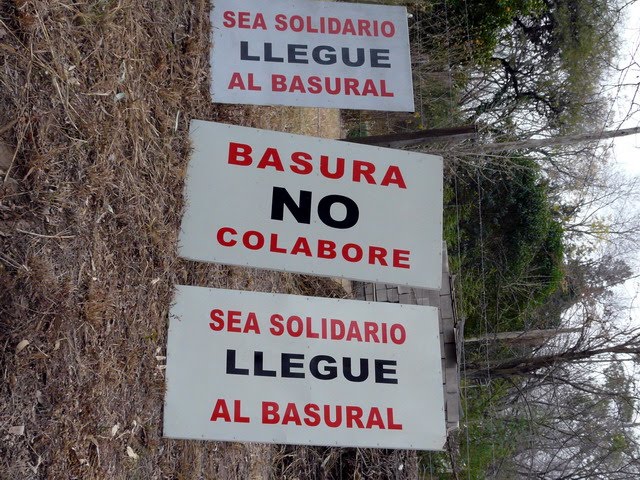 SEA SOLIDARIO
LLEGUE
AL BASURAL
BASURA
NO
COLABORE
SEA SOLIDARIO
LLEGUE
AL BASURAL